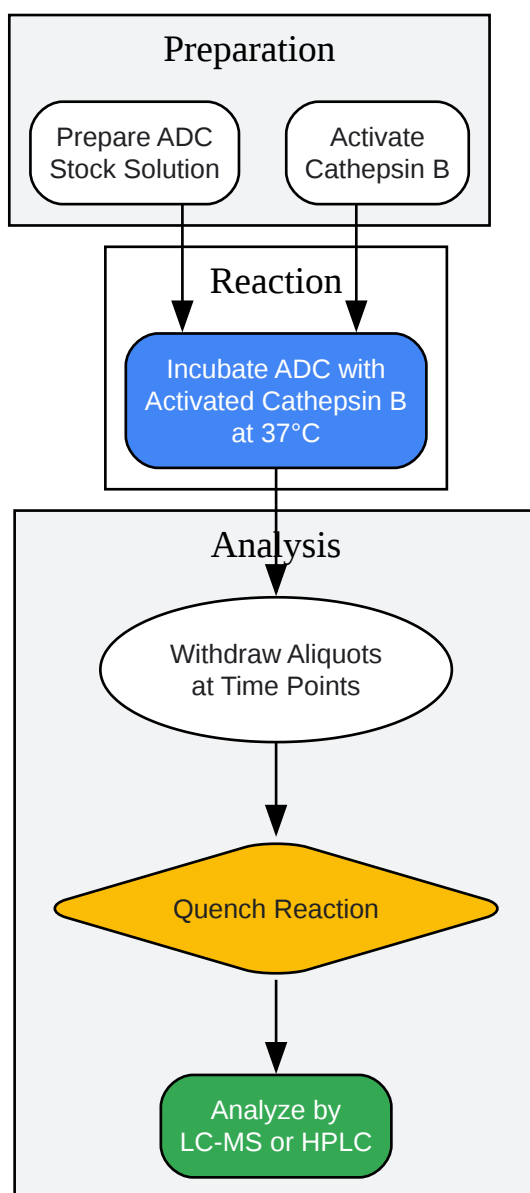 Preparation
Prepare ADC
Stock Solution
Activate
Cathepsin B
Reaction
Incubate ADC with
Activated Cathepsin B
at 37°C
Analysis
Withdraw Aliquots
at Time Points
Quench Reaction
Analyze by
LC-MS or HPLC